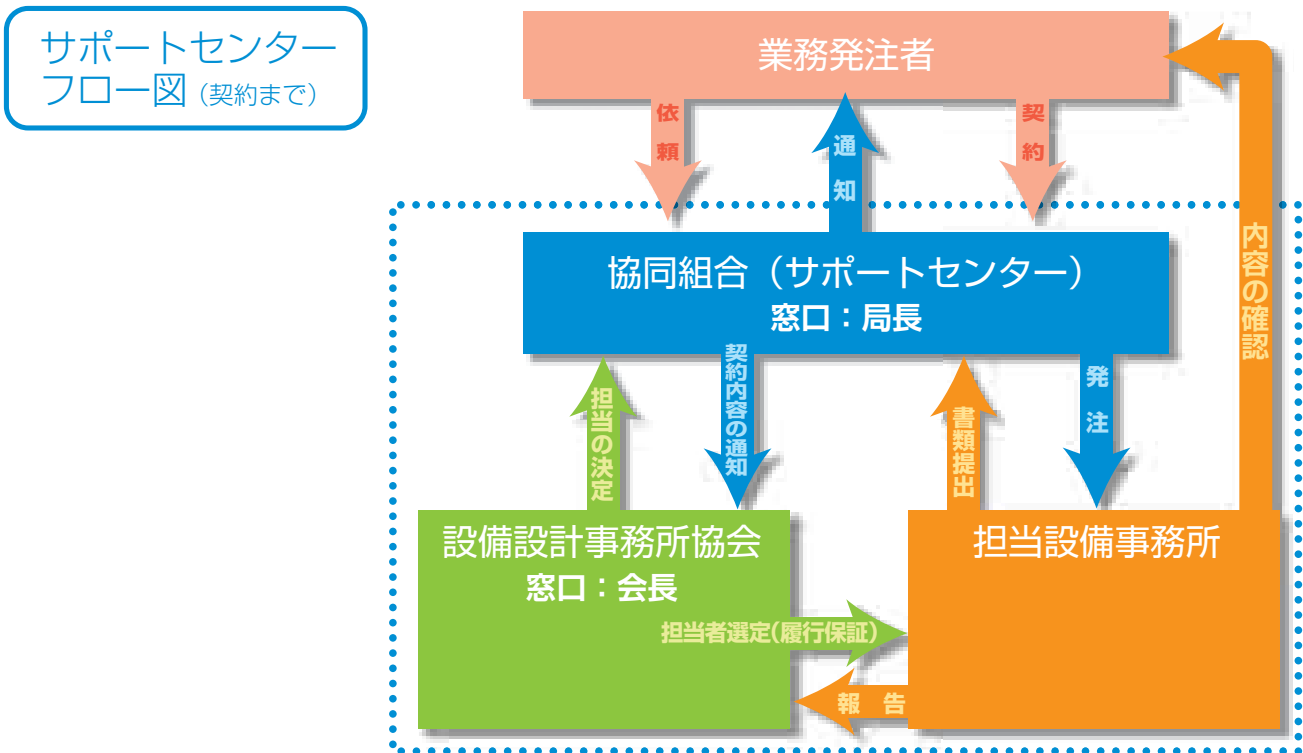 サポートセンター
フロー図（契約まで）
業務発注者
依頼
通知
契約
内容の確認
協同組合（サポートセンター）
窓口：局長
担当の決定
契約内容の通知
書類提出
発注
設備設計事務所協会
窓口：会長
担当設備事務所
担当者選定(履行保証)
報告